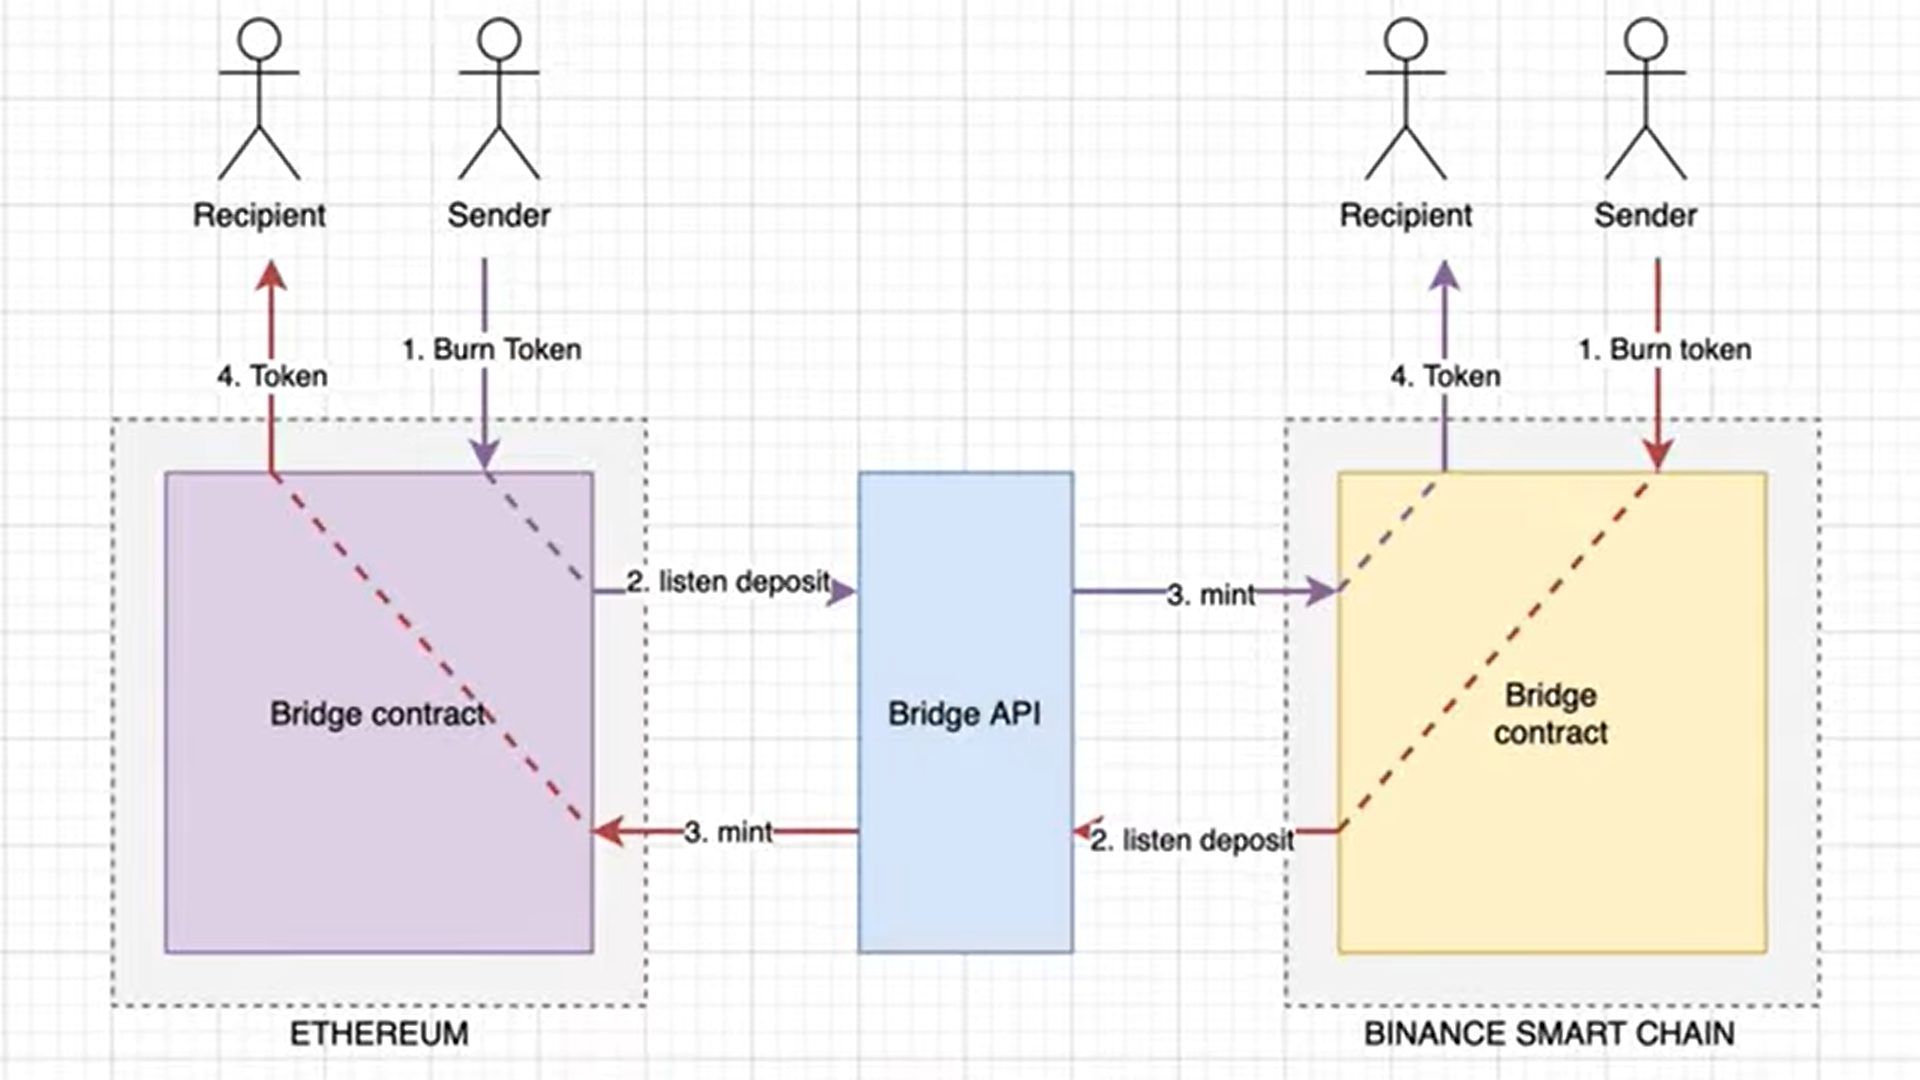 Recipient
Sender
Recipient
Sender
1. Burn Token
1. Burn token
4. Token
4. Token
2. listen deposit
3. mint
Bridge contract
Bridge API
Bridge
contract
3. mint
2. listen deposit
ETHEREUM
BINANCE SMART CHAIN